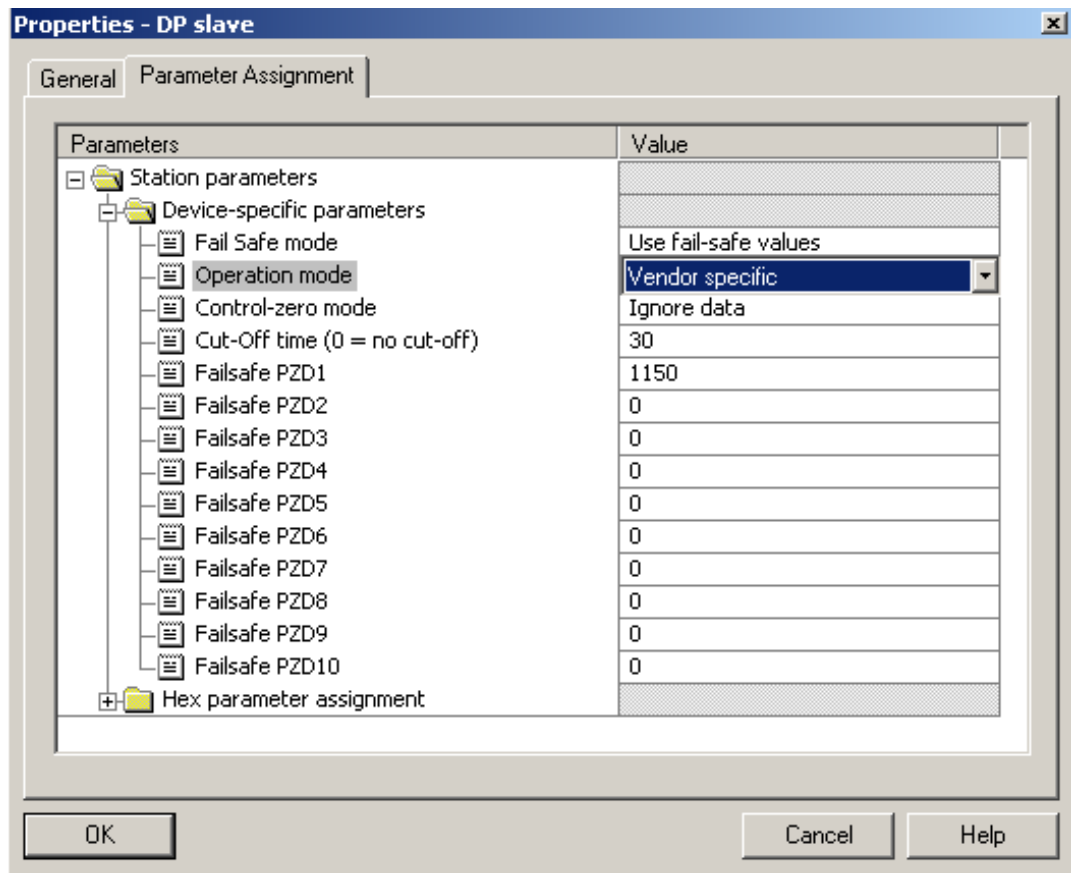 Properties - DP slave
General Parameter Assignment
Parameters Value
Station parameters
Device-specific parameters
Fail Safe mode Use fail-safe values
Operation mode Vendor specific
Control-zero mode Ignore data
Cut-Off time (0 = no cut-off) 30
Failsafe PZD1 1150
Failsafe PZD2 0
Failsafe PZD3 0
Failsafe PZD4 0
Failsafe PZD5 0
Failsafe PZD6 0
Failsafe PZD7 0
Failsafe PZD8 0
Failsafe PZD9 0
Failsafe PZD10 0
Hex parameter assignment
OK Cancel Help